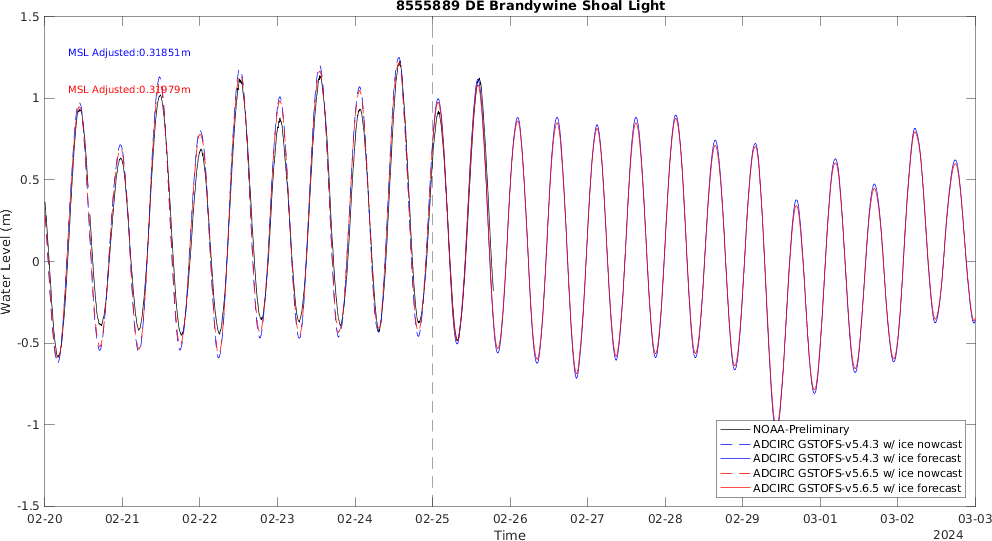 8555889 DE Brandywine Shoal Light
1.5
1
0.5
0
-0.5
-1
-1.5
Water Level (m)
MSL Adjusted:0.31851m
MSL Adjusted:0.31979m
NOAA-Preliminary
ADCIRC GSTOFS-v5.4.3 w/ ice nowcast
ADCIRC GSTOFS-v5.4.3 w/ ice forecast
ADCIRC GSTOFS-v5.6.5 w/ ice nowcast
ADCIRC GSTOFS-v5.6.5 w/ ice forecast
02-20 02-21 02-22 02-23 02-24 02-25 02-26 02-27 02-28 02-29 03-01 03-02 03-03
Time
2024